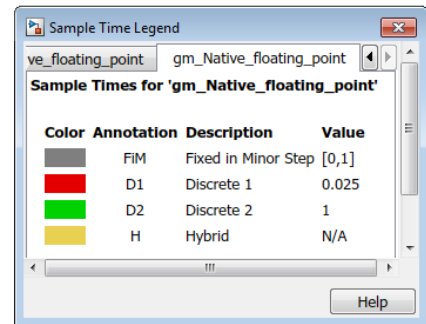 Sample Time Legend
ve_floating_point gm_Native_floating_point
Sample Times for 'gm_Native_floating_point'
Color Annotation Description Value
FiM Fixed in Minor Step [0,1]
D1 Discrete 1 0.025
D2 Discrete 2 1
H Hybrid N/A
Help